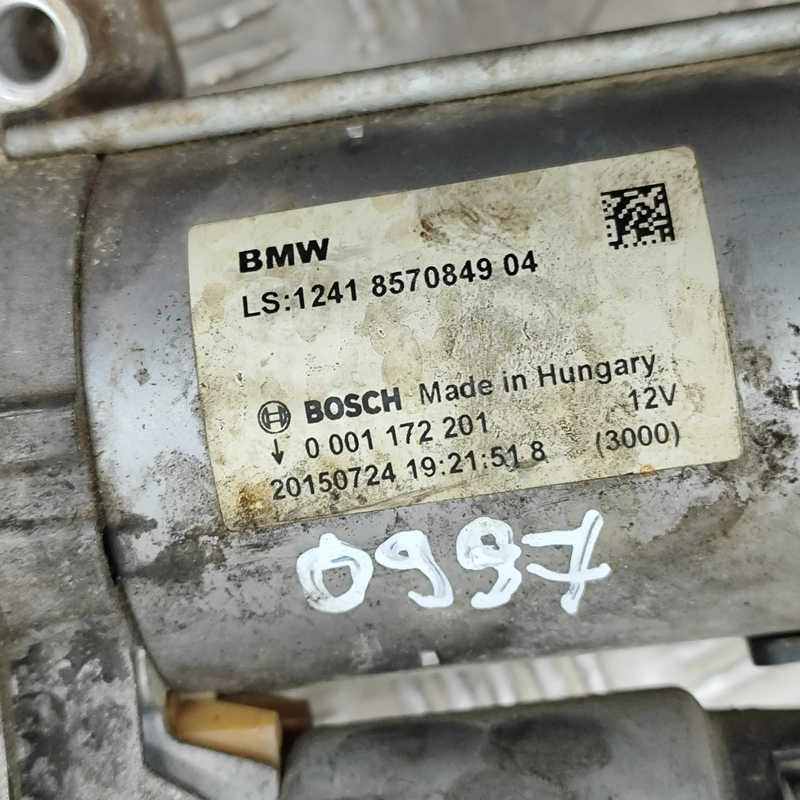 BMW
LS:1241 8570849 04
BOSCH Made in Hungary
0 001 172 201 12V
20150724 19:21:51 8 (3000)
0997